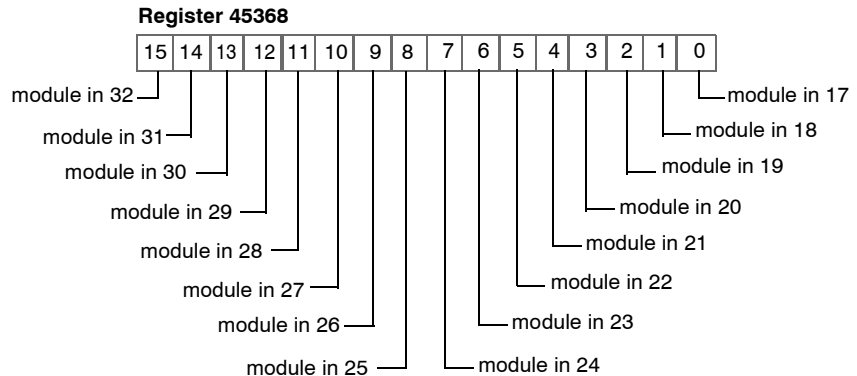 Register 45368
15 14 13 12 11 10 9 8 7 6 5 4 3 2 1 0
module in 32
module in 17
module in 31
module in 18
module in 30
module in 19
module in 29
module in 20
module in 28
module in 21
module in 27
module in 22
module in 26
module in 23
module in 25
module in 24